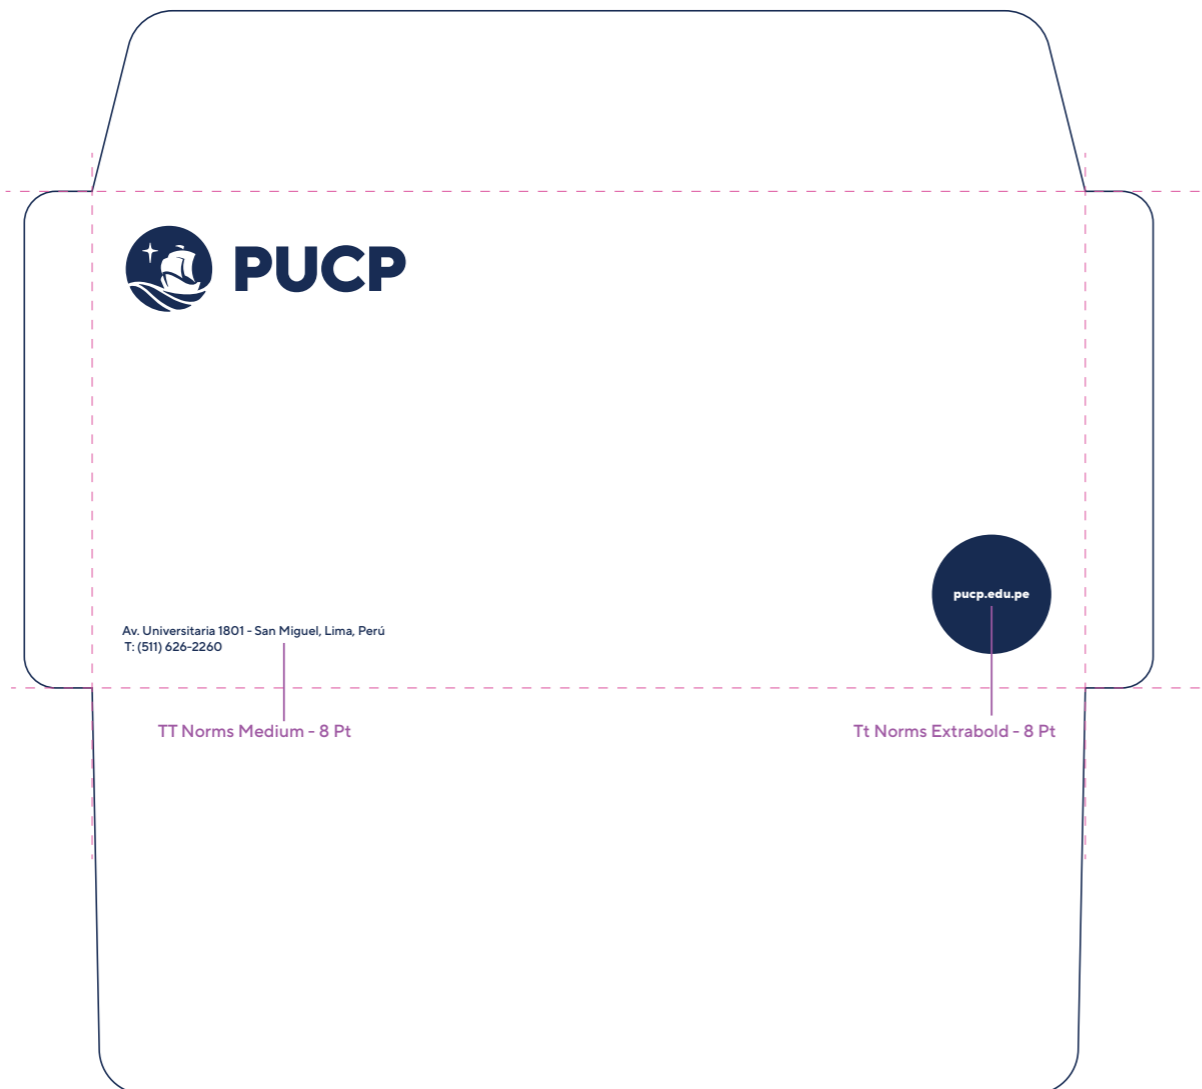 PUCP
pucp.edu.pe
Av. Universitaria 1801 - San Miguel, Lima, Perú
T: (511) 626-2260
TT Norms Medium - 8 Pt
Tt Norms Extrabold - 8 Pt